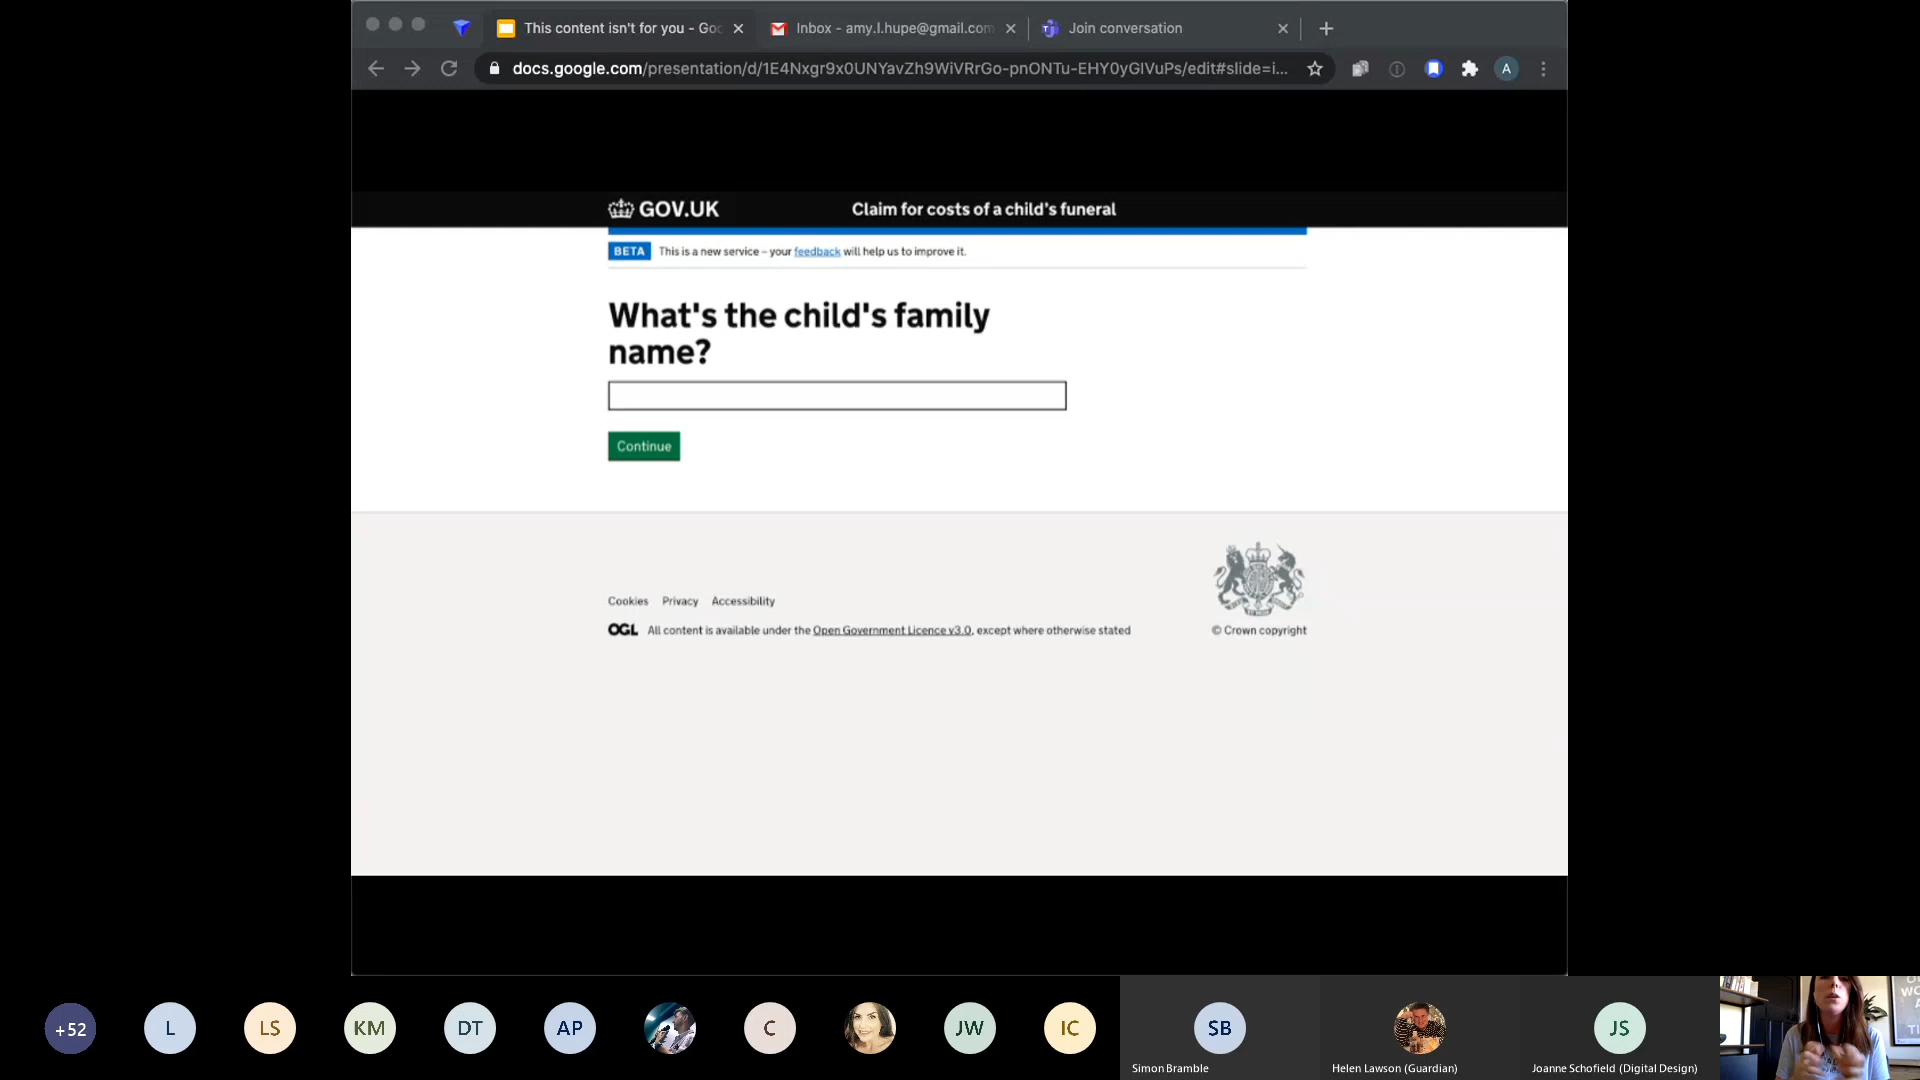 This content isn't for you - Goo
Inbox - amy.l.hupe@gmail.com
Join conversation
docs.google.com/presentation/d/1E4Nxgr9x0UNYavZh9WiVRrGo-pnONTu-EHY0yGlVuPs/edit#slide=i...
A
GOV.UK
Claim for costs of a child's funeral
BETA
This is a new service – your feedback will help us to improve it.
What's the child's family
name?
Continue
Cookies Privacy Accessibility
OGL All content is available under the Open Government Licence v3.0, except where otherwise stated
© Crown copyright
+52
L
LS
KM
DT
AP
C
JW
IC
SB
JS
Simon Bramble
Helen Lawson (Guardian)
Joanne Schofield (Digital Design)